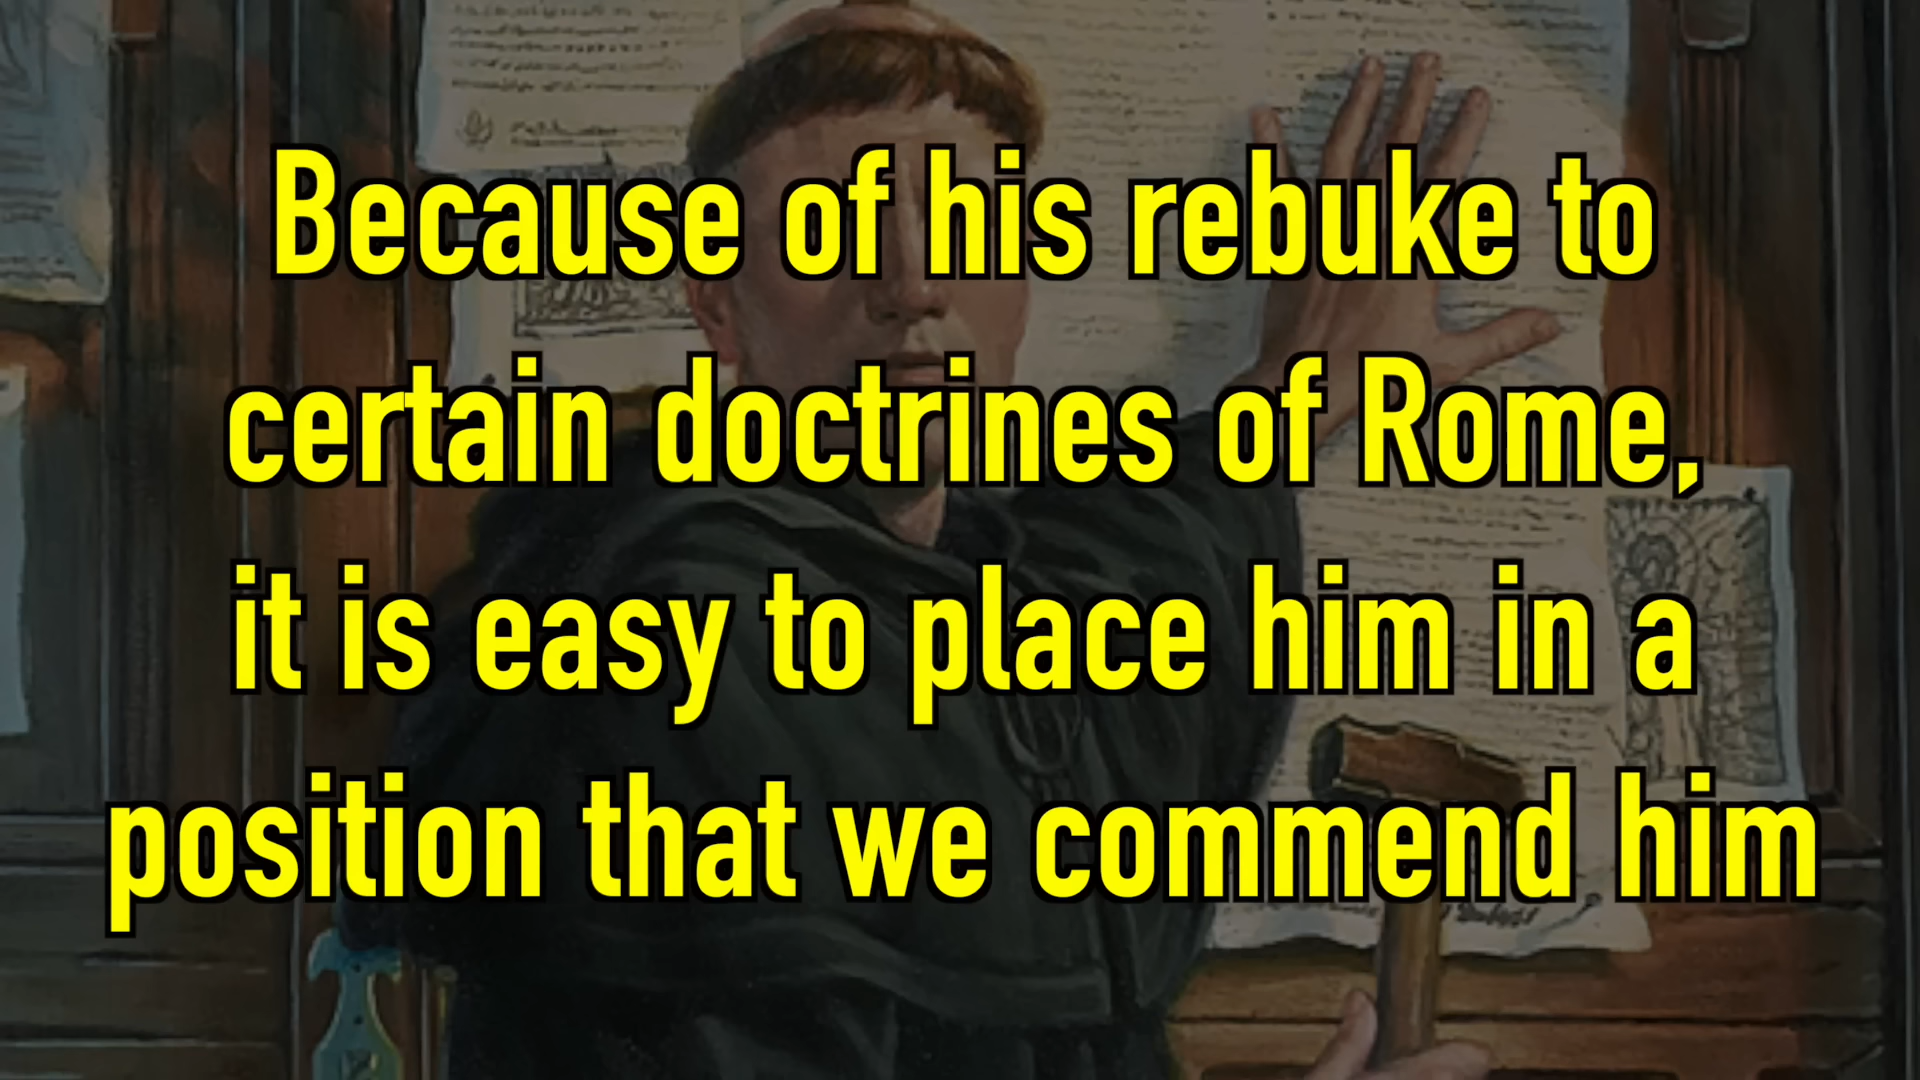 Because of his rebuke to
certain doctrines of Rome,
it is easy to place him in a
position that we commend him